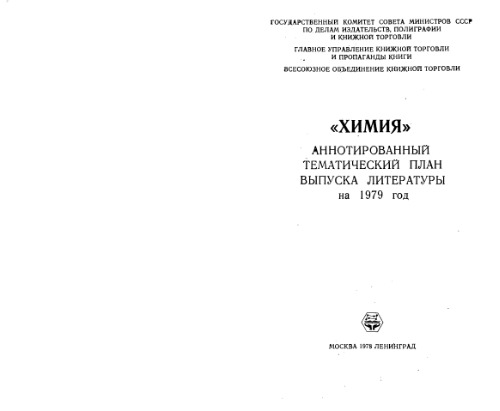 ГОСУДАРСТВЕННЫЙ КОМИТЕТ СОВЕТА МИНИСТРОВ СССР
ПО ДЕЛАМ ИЗДАТЕЛЬСТВ, ПОЛИГРАФИИ
И КНИЖНОЙ ТОРГОВЛИ
ГЛАВНОЕ УПРАВЛЕНИЕ КНИЖНОЙ ТОРГОВЛИ
И ПРОПАГАНДЫ КНИГИ
ВСЕСОЮЗНОЕ ОБЪЕДИНЕНИЕ КНИЖНОЙ ТОРГОВЛИ
«ХИМИЯ»
АННОТИРОВАННЫЙ
ТЕМАТИЧЕСКИЙ ПЛАН
ВЫПУСКА ЛИТЕРАТУРЫ
на 1979 год
МОСКВА 1978 ЛЕНИНГРАД